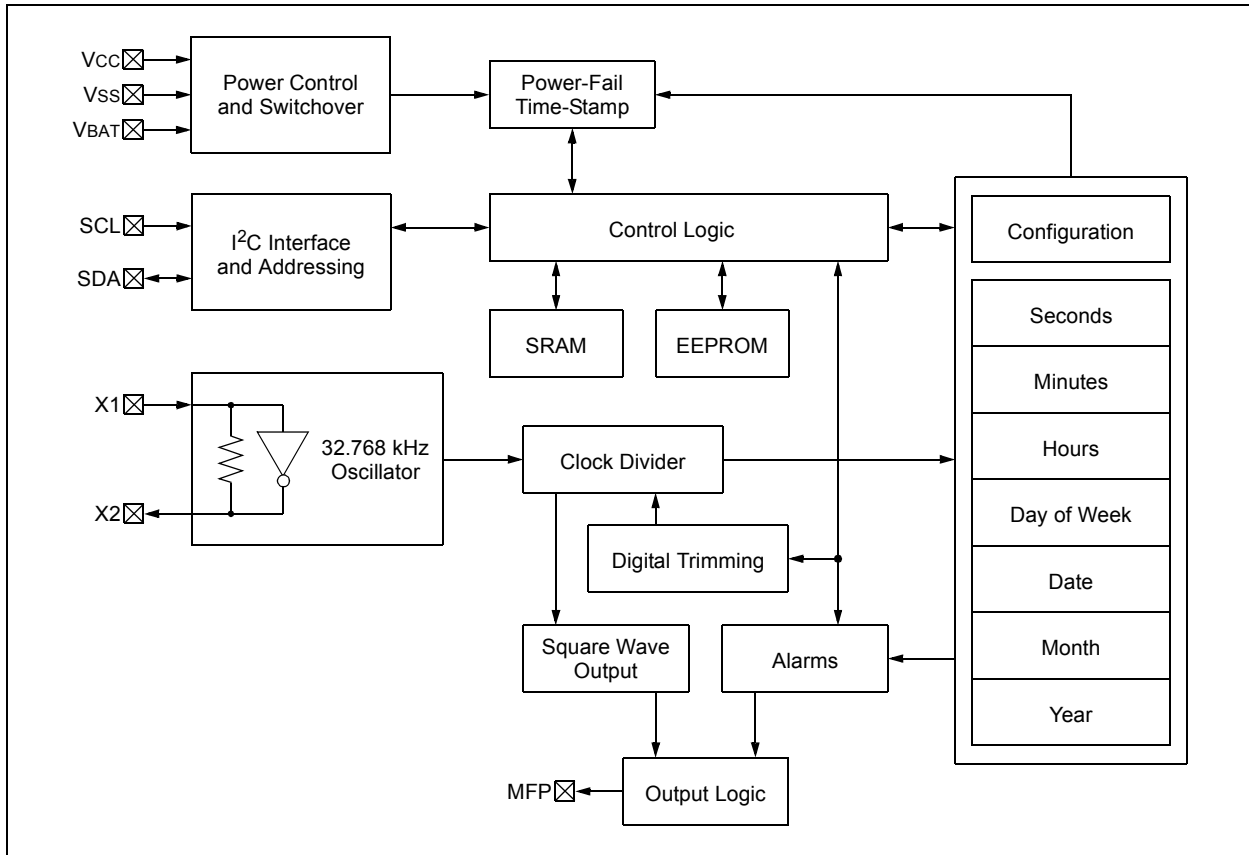 VCC
VSS
VBAT
Power Control
and Switchover
Power-Fail
Time-Stamp
SCL
SDA
I²C Interface
and Addressing
Control Logic
Configuration
SRAM
EEPROM
Seconds
Minutes
Hours
Day of Week
Date
Month
Year
X1
X2
32.768 kHz
Oscillator
Clock Divider
Digital Trimming
Square Wave
Output
Alarms
MFP
Output Logic